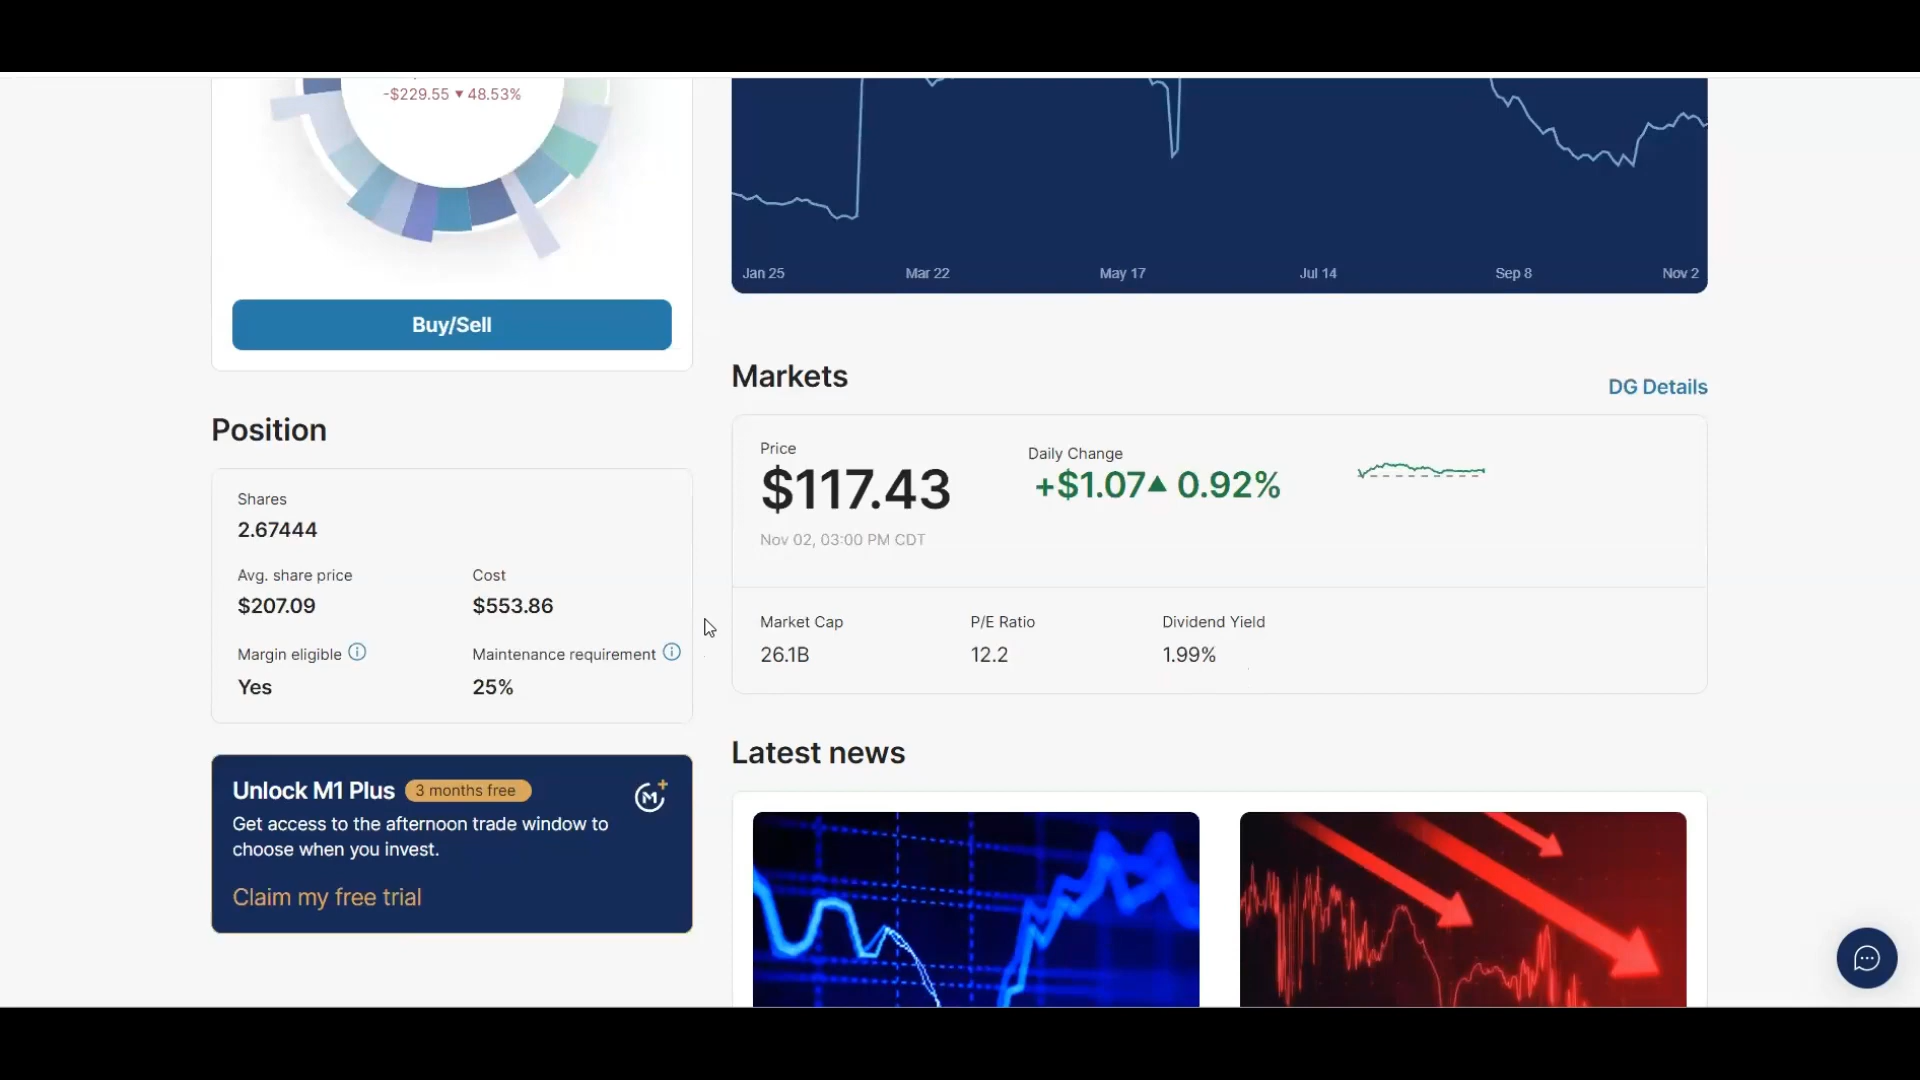 -$229.55 ▼ 48.53%
Buy/Sell
Position
Shares
2.67444
Avg. share price
Cost
$207.09
$553.86
Margin eligible
Maintenance requirement
Yes
25%
Unlock M1 Plus
3 months free
Get access to the afternoon trade window to
choose when you invest.
Claim my free trial
Jan 25
Mar 22
May 17
Jul 14
Sep 8
Nov 2
Markets
DG Details
Price
$117.43
Nov 02, 03:00 PM CDT
Daily Change
+$1.07▲ 0.92%
Market Cap
P/E Ratio
Dividend Yield
26.1B
12.2
1.99%
Latest news